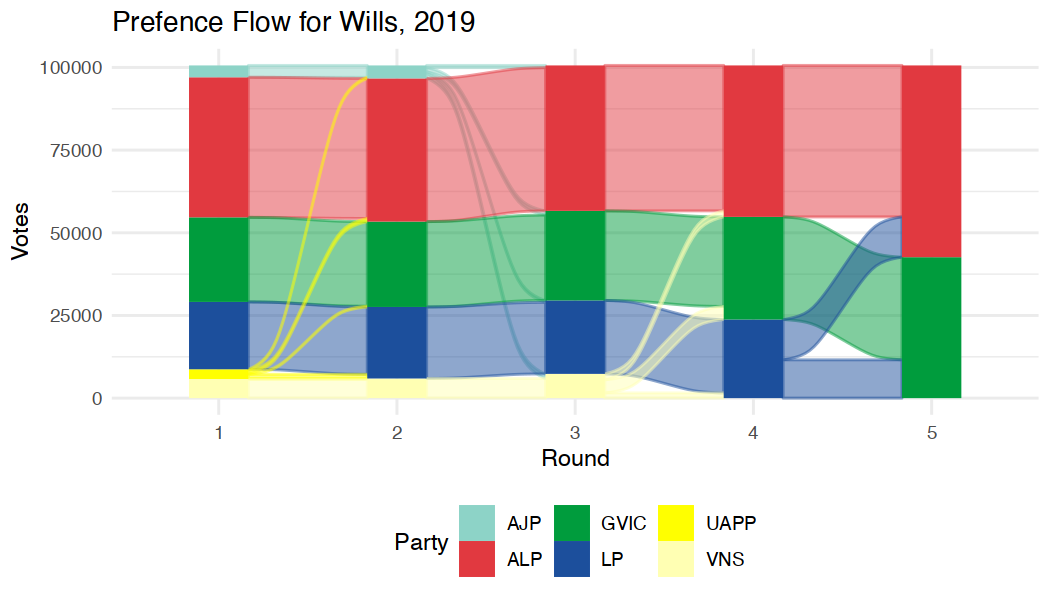 Prefence Flow for Wills, 2019
100000
75000
50000
25000
0
Votes
1 2 3 4 5
Round
Party
AJP GVIC UAPP
ALP LP VNS